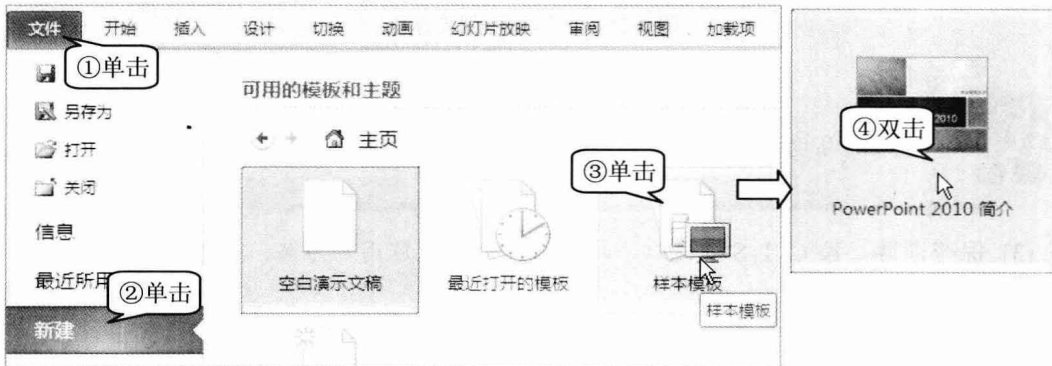 文件 开始 插入 设计 切换 动画 幻灯片放映 审阅 视图 加载项
①单击
另存为
打开
关闭
信息
最近所用
②单击
新建
可用的模板和主题
主页
③单击
空白演示文稿
最近打开的模板
样本模板
样本模板
2010
④双击
PowerPoint 2010 简介